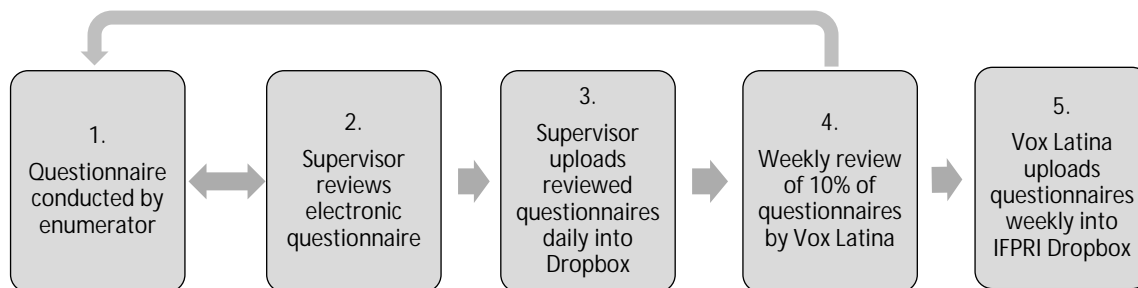 1.
Questionnaire
conducted by
enumerator
2.
Supervisor
reviews
electronic
questionnaire
3.
Supervisor
uploads
reviewed
questionnaires
daily into
Dropbox
4.
Weekly review
of 10% of
questionnaires
by Vox Latina
5.
Vox Latina
uploads
questionnaires
weekly into
IFPRI Dropbox